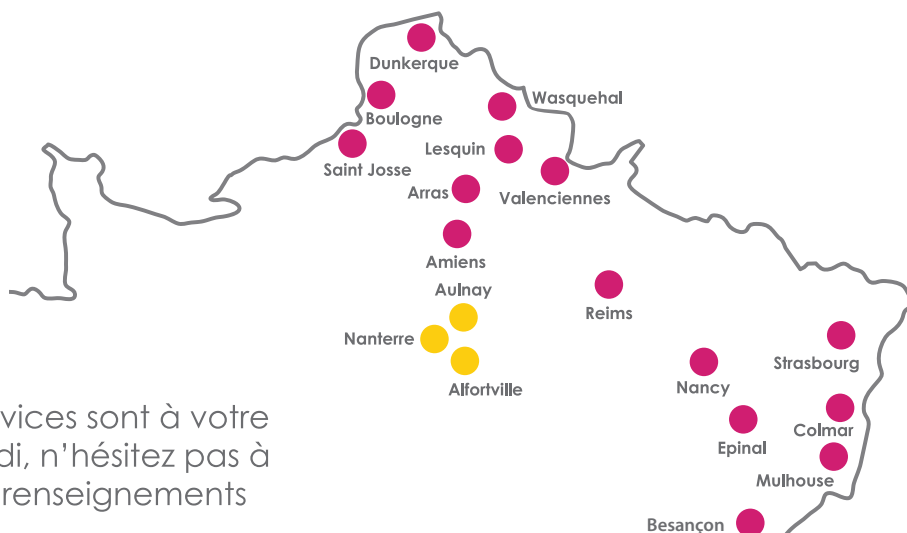 Dunkerque
Wasquehal
Boulogne
Lesquin
Saint Josse
Arras
Valenciennes
Amiens
Aulnay
Reims
Nanterre
Strasbourg
Nancy
Alfortville
vices sont à votre
di, n’hésitez pas à
renseignements
Colmar
Epinal
Mulhouse
Besançon